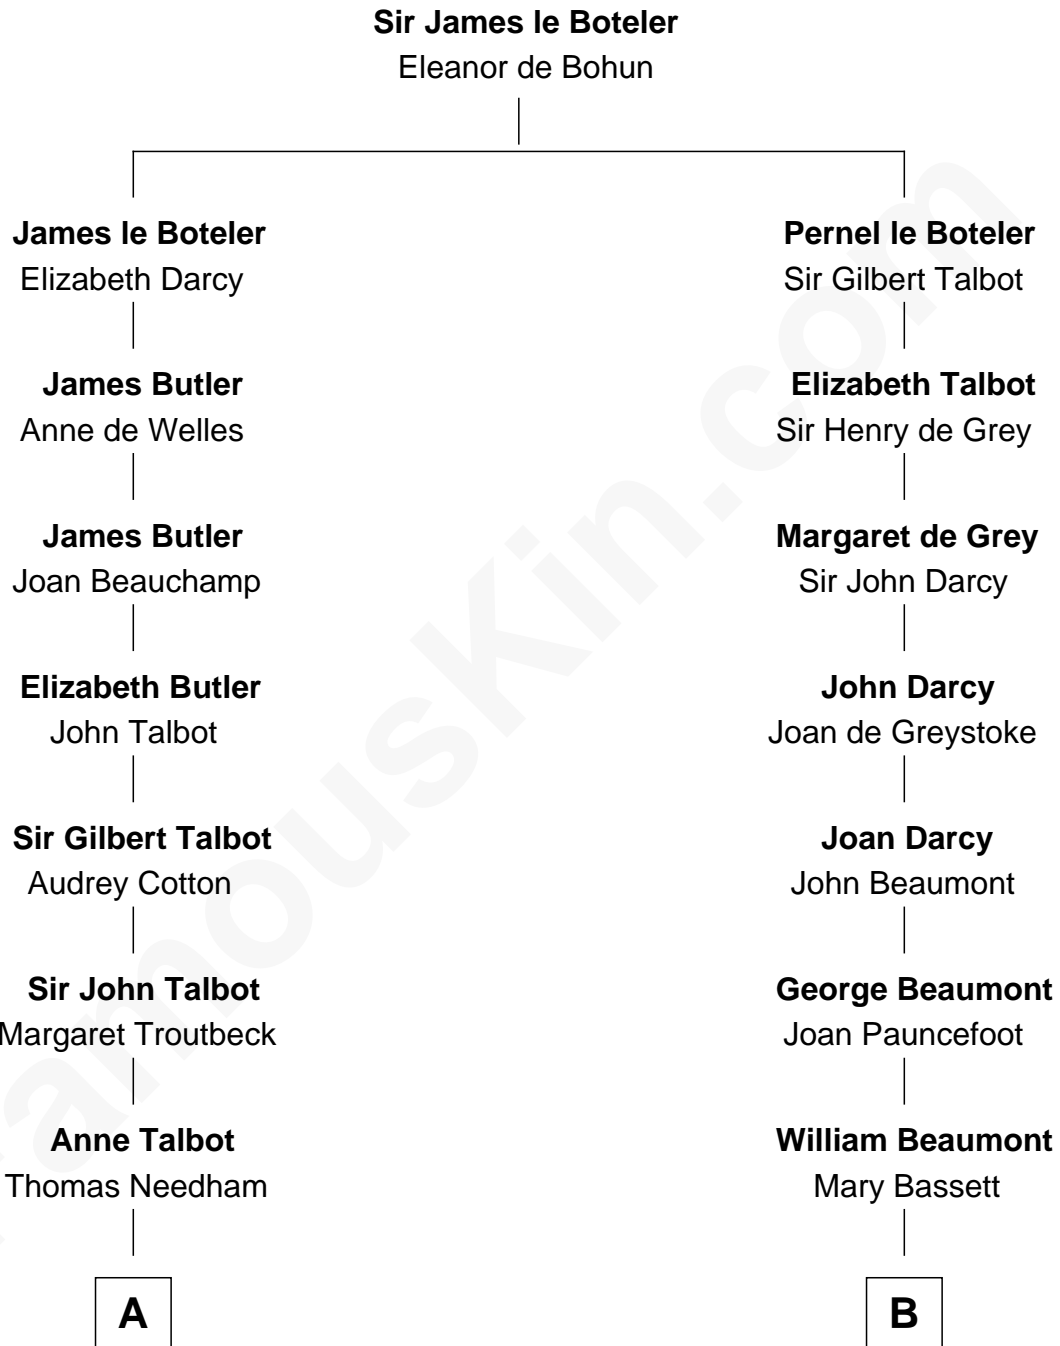 Sir James le Boteler
Eleanor de Bohun
James le Boteler
Elizabeth Darcy
Pernel le Boteler
Sir Gilbert Talbot
James Butler
Anne de Welles
Elizabeth Talbot
Sir Henry de Grey
James Butler
Joan Beauchamp
Margaret de Grey
Sir John Darcy
Elizabeth Butler
John Talbot
John Darcy
Joan de Greystoke
Sir Gilbert Talbot
Audrey Cotton
Joan Darcy
John Beaumont
Sir John Talbot
Margaret Troutbeck
George Beaumont
Joan Pauncefoot
Anne Talbot
Thomas Needham
William Beaumont
Mary Bassett
A
B
FamousKin.com